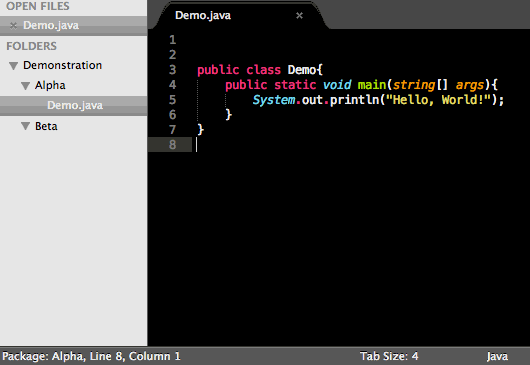 OPEN FILES
× Demo.java
FOLDERS
Demonstration
Alpha
Demo.java
Beta
Demo.java ×
1
2
3 public class Demo{
4     public static void main(string[] args){
5         System.out.println("Hello, World!");
6     }
7 }
8
Package: Alpha, Line 8, Column 1 Tab Size: 4 Java